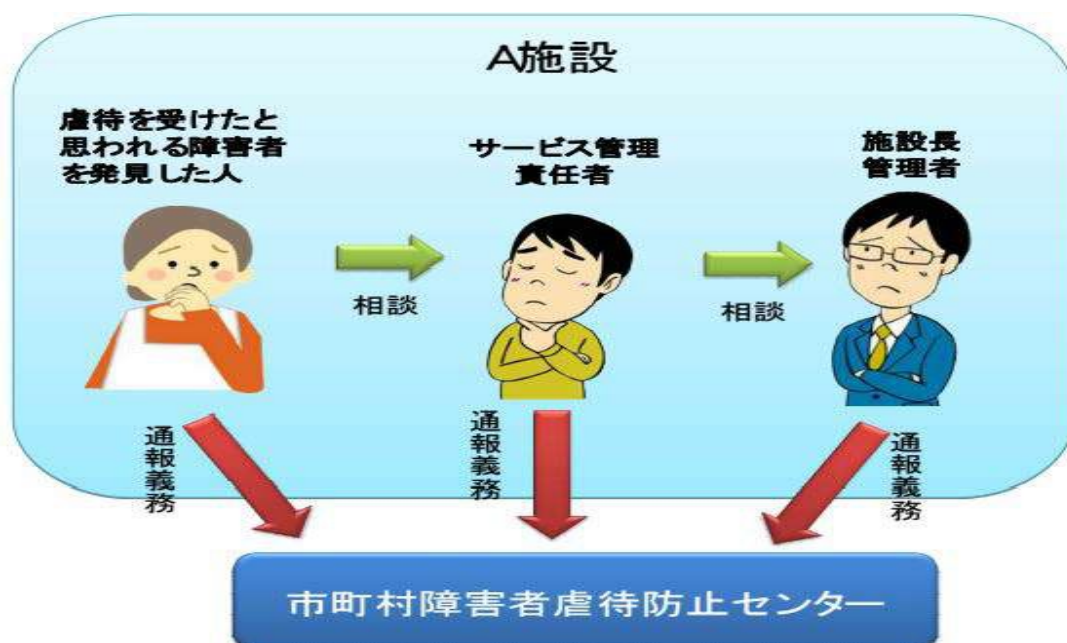 A施設
虐待を受けたと
思われる障害者
を発見した人
サービス管理
責任者
施設長
管理者
相談
相談
通報義務
通報義務
通報義務
市町村障害者虐待防止センター